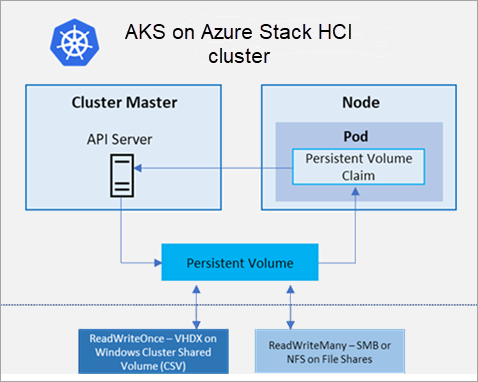 AKS on Azure Stack HCI
cluster
Cluster Master
API Server
Node
Pod
Persistent Volume
Claim
Persistent Volume
ReadWriteOnce – VHDX on
Windows Cluster Shared
Volume (CSV)
ReadWriteMany – SMB or
NFS on File Shares